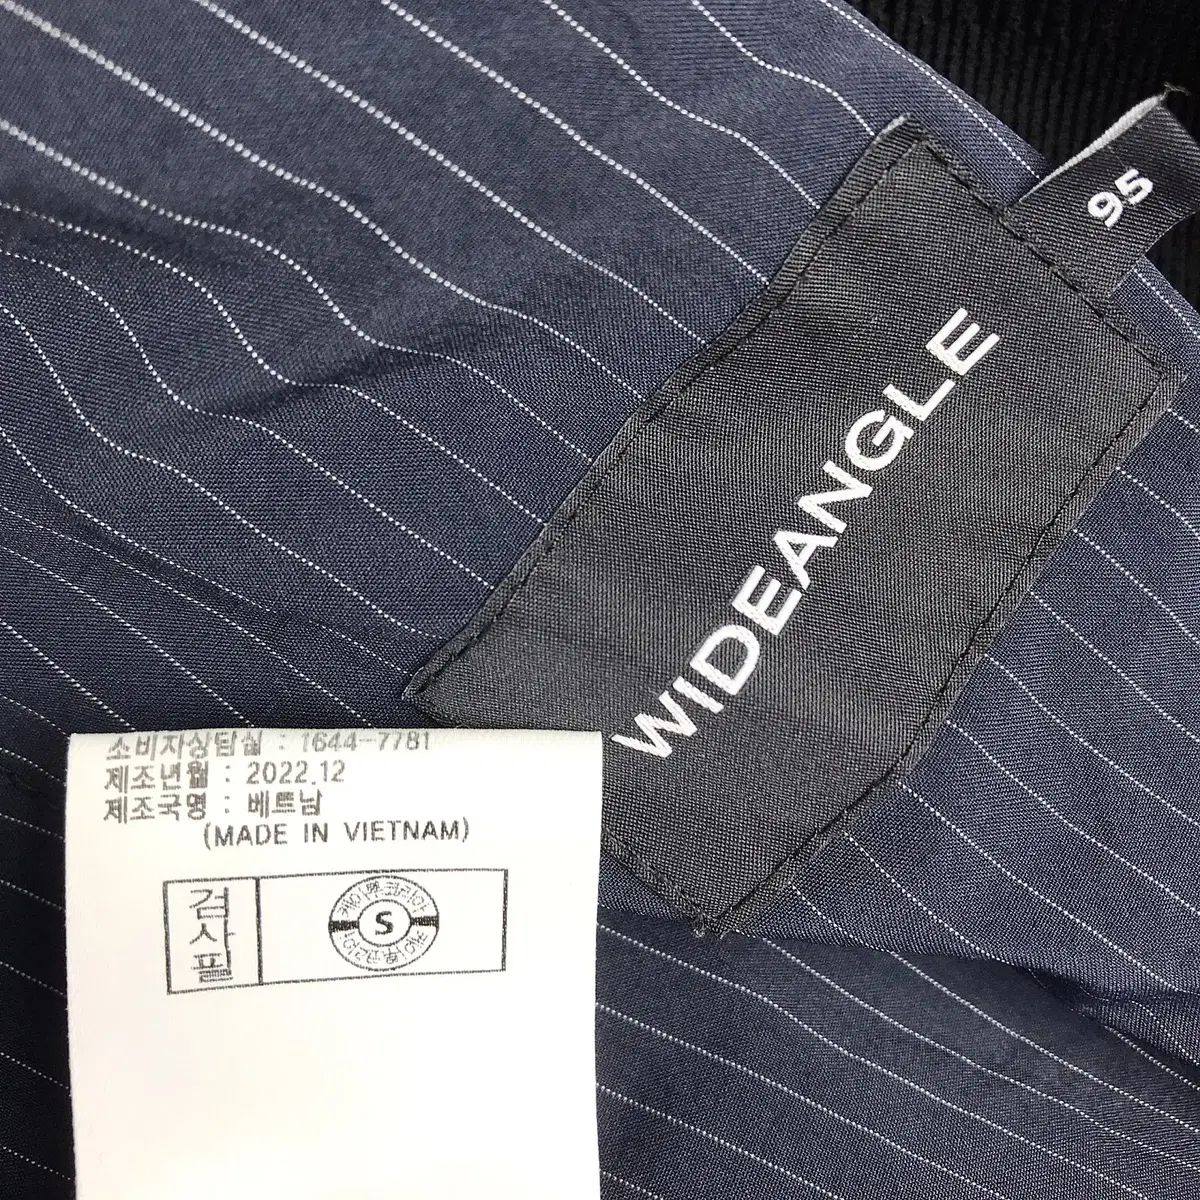 95
WIDEANGLE
소비자상담실 : 1644-7781
제조년월 : 2022.12
제조국명 : 베트남
(MADE IN VIETNAM)
검사필
S